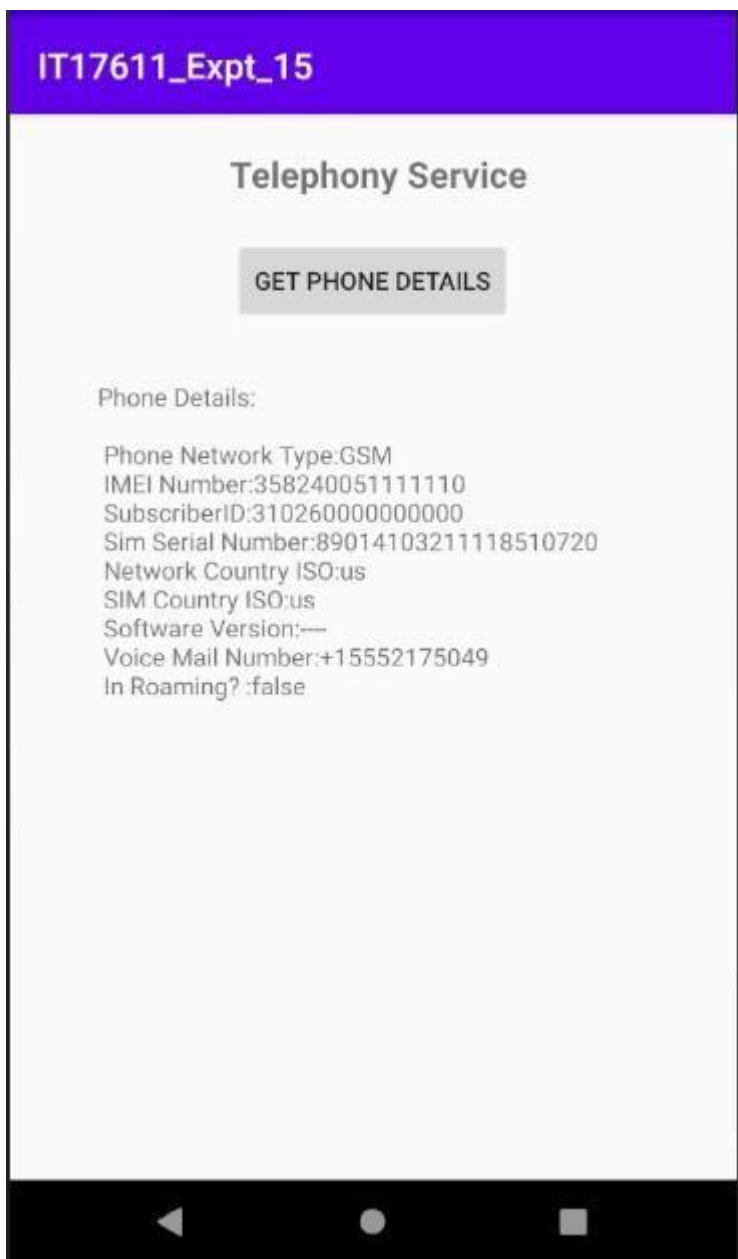 IT17611_Expt_15
Telephony Service
GET PHONE DETAILS
Phone Details:
Phone Network Type:GSM
IMEI Number:358240051111110
SubscriberID:310260000000000
Sim Serial Number:89014103211118510720
Network Country ISO:us
SIM Country ISO:us
Software Version:----
Voice Mail Number:+15552175049
In Roaming? :false